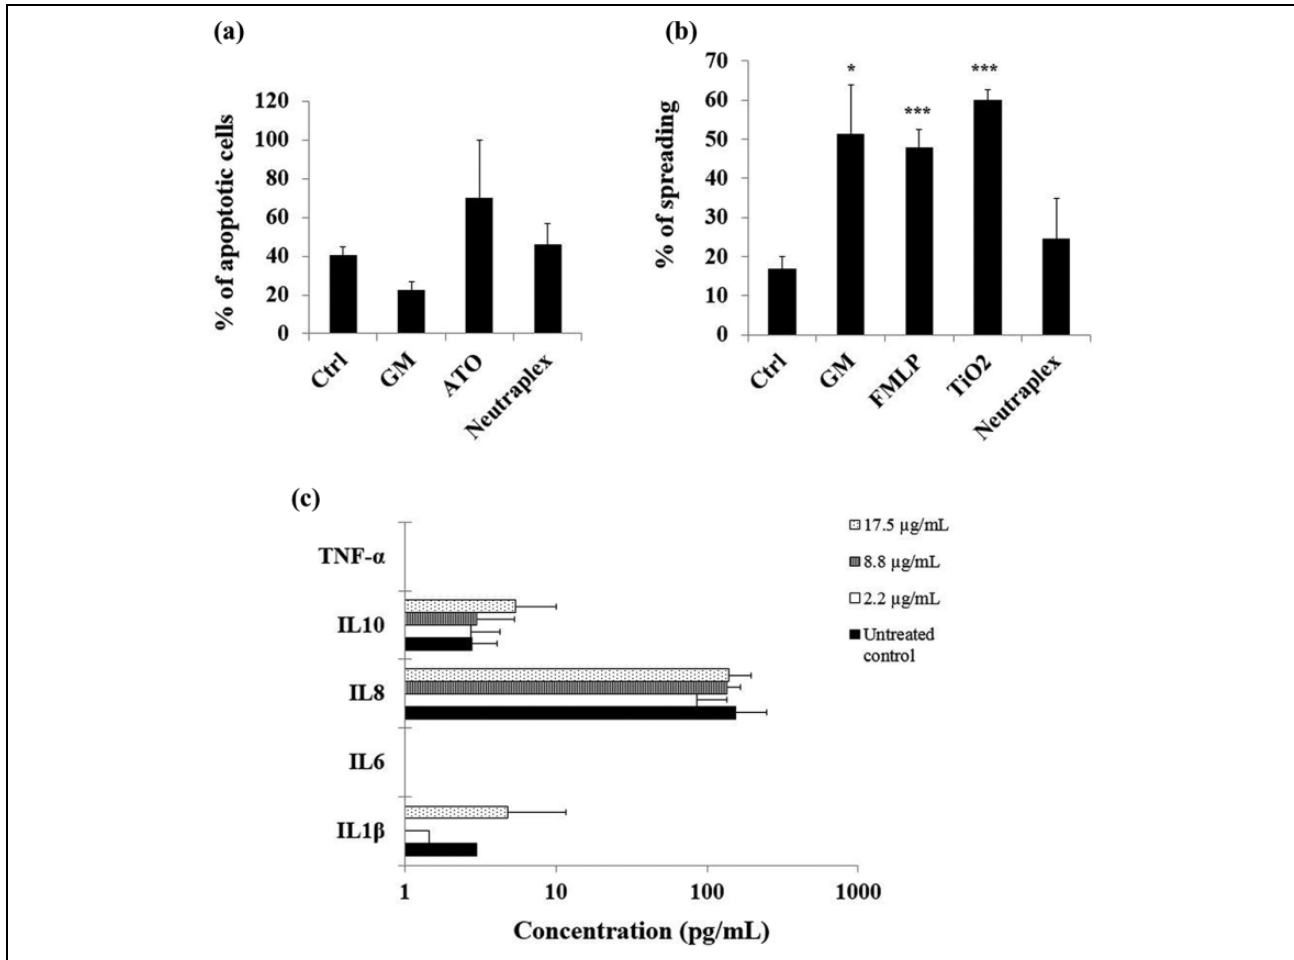 (a)
% of apoptotic cells
120
100
80
60
40
20
0
Ctrl
GM
ATO
Neutraplex
(b)
% of spreading
70
60
50
40
30
20
10
0
*
***
***
Ctrl
GM
FMLP
TiO2
Neutraplex
(c)
TNF-α
IL10
IL8
IL6
IL1β
1
10
100
1000
Concentration (pg/mL)
17.5 µg/mL
8.8 µg/mL
2.2 µg/mL
Untreated
control